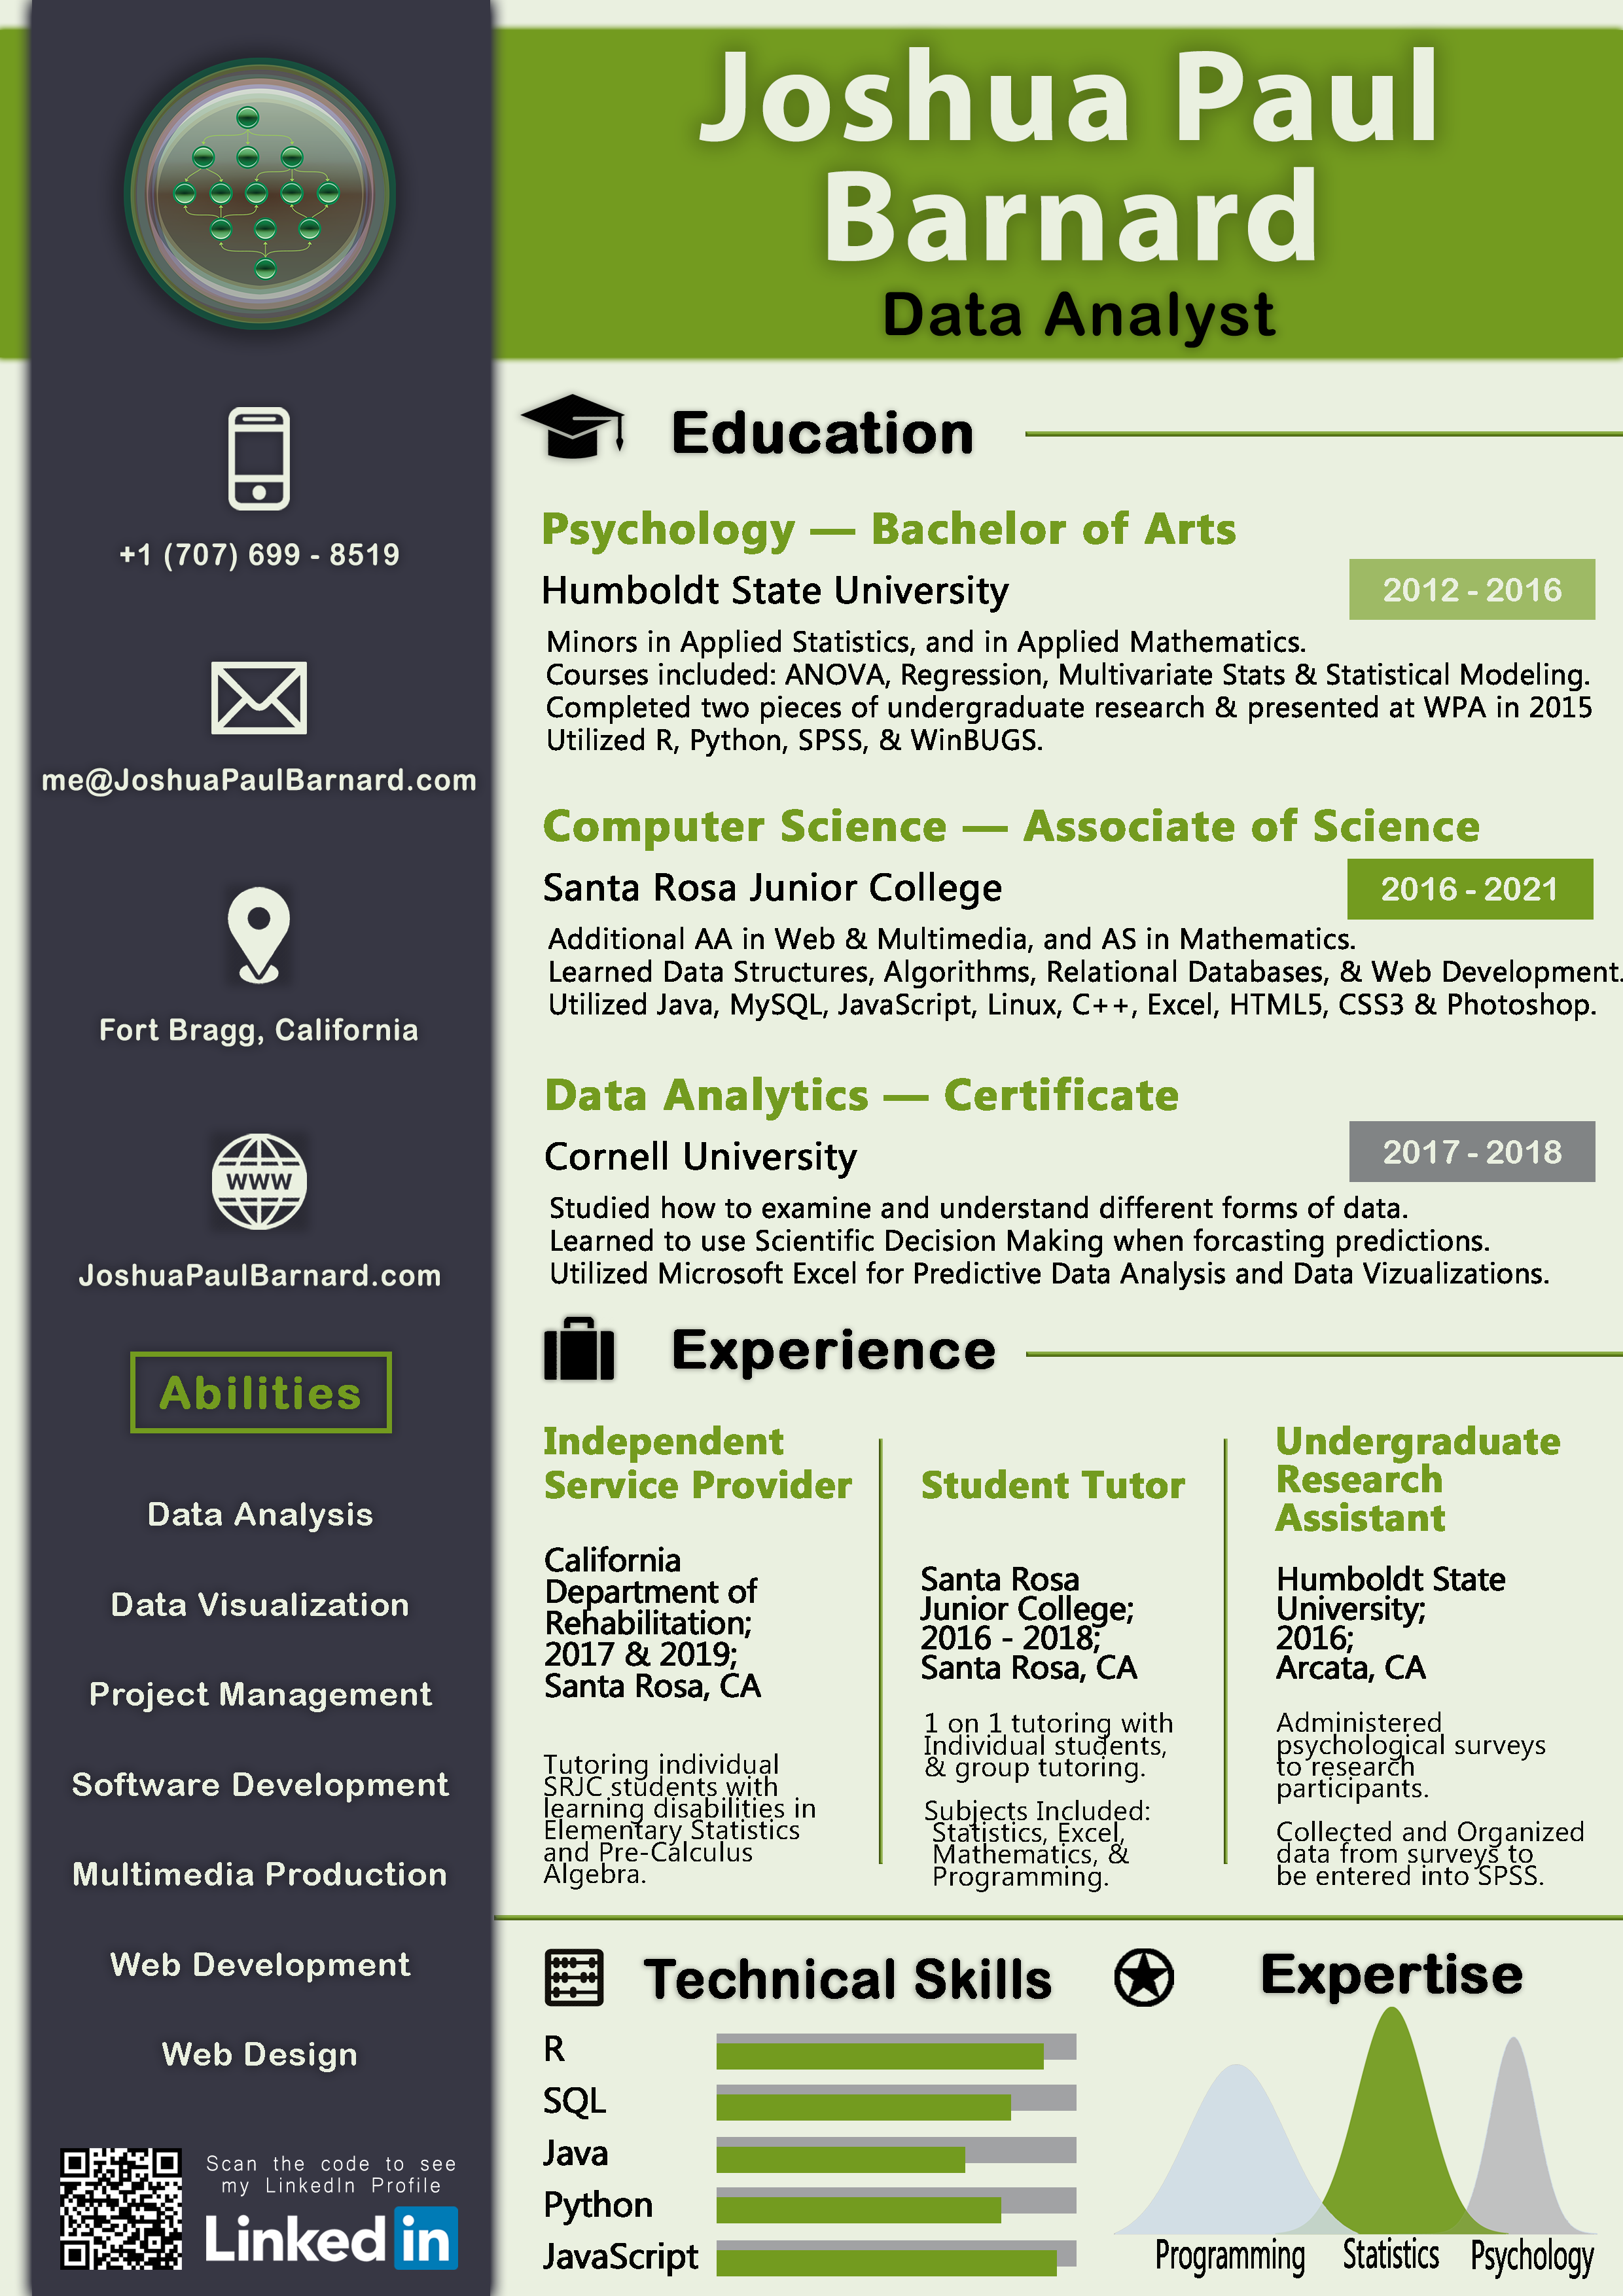 Joshua Paul
Barnard
Data Analyst
+1 (707) 699 - 8519
me@JoshuaPaulBarnard.com
Fort Bragg, California
WWW
JoshuaPaulBarnard.com
Abilities
Data Analysis
Data Visualization
Project Management
Software Development
Multimedia Production
Web Development
Web Design
Scan the code to see
my LinkedIn Profile
Linked in
Education
Psychology — Bachelor of Arts
Humboldt State University
2012 - 2016
Minors in Applied Statistics, and in Applied Mathematics.
Courses included: ANOVA, Regression, Multivariate Stats & Statistical Modeling.
Completed two pieces of undergraduate research & presented at WPA in 2015
Utilized R, Python, SPSS, & WinBUGS.
Computer Science — Associate of Science
Santa Rosa Junior College
2016 - 2021
Additional AA in Web & Multimedia, and AS in Mathematics.
Learned Data Structures, Algorithms, Relational Databases, & Web Development.
Utilized Java, MySQL, JavaScript, Linux, C++, Excel, HTML5, CSS3 & Photoshop.
Data Analytics — Certificate
Cornell University
2017 - 2018
Studied how to examine and understand different forms of data.
Learned to use Scientific Decision Making when forcasting predictions.
Utilized Microsoft Excel for Predictive Data Analysis and Data Vizualizations.
Experience
Independent
Service Provider
California
Department of
Rehabilitation;
2017 & 2019;
Santa Rosa, CA
Tutoring individual
SRJC students with
learning disabilities in
Elementary Statistics
and Pre-Calculus
Algebra.
Student Tutor
Santa Rosa
Junior College;
2016 - 2018;
Santa Rosa, CA
1 on 1 tutoring with
Individual students,
& group tutoring.
Subjects Included:
Statistics, Excel,
Mathematics, &
Programming.
Undergraduate
Research
Assistant
Humboldt State
University;
2016;
Arcata, CA
Administered
psychological surveys
to research
participants.
Collected and Organized
data from surveys to
be entered into SPSS.
Technical Skills
R
SQL
Java
Python
JavaScript
Expertise
Programming
Statistics
Psychology